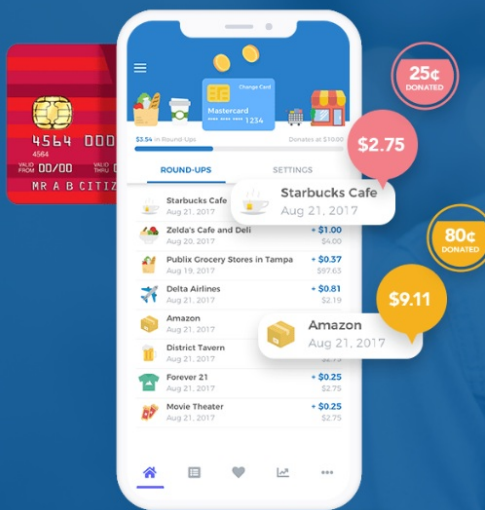 25¢
DONATED
Change Card
Mastercard
**** **** **** 1234
4564 000
4564
VALID FROM 00/00 VALID THRU
MR A B CITIZ
$3.54 in Round-Ups
Donates at $10.00
$2.75
ROUND-UPS
SETTINGS
Starbucks Cafe
Aug 21, 2017
Starbucks Cafe
Aug 21, 2017
Zelda's Cafe and Deli
+ $1.00
Aug 20, 2017
$4.00
80¢
DONATED
Publix Grocery Stores in Tampa
+ $0.37
Aug 19, 2017
$97.63
Delta Airlines
+ $0.81
Aug 21, 2017
$2.19
$9.11
Amazon
Aug 21, 2017
Amazon
Aug 21, 2017
District Tavern
Aug 21, 2017
$2.75
Forever 21
+ $0.25
Aug 21, 2017
$2.75
Movie Theater
+ $0.25
Aug 21, 2017
$2.75